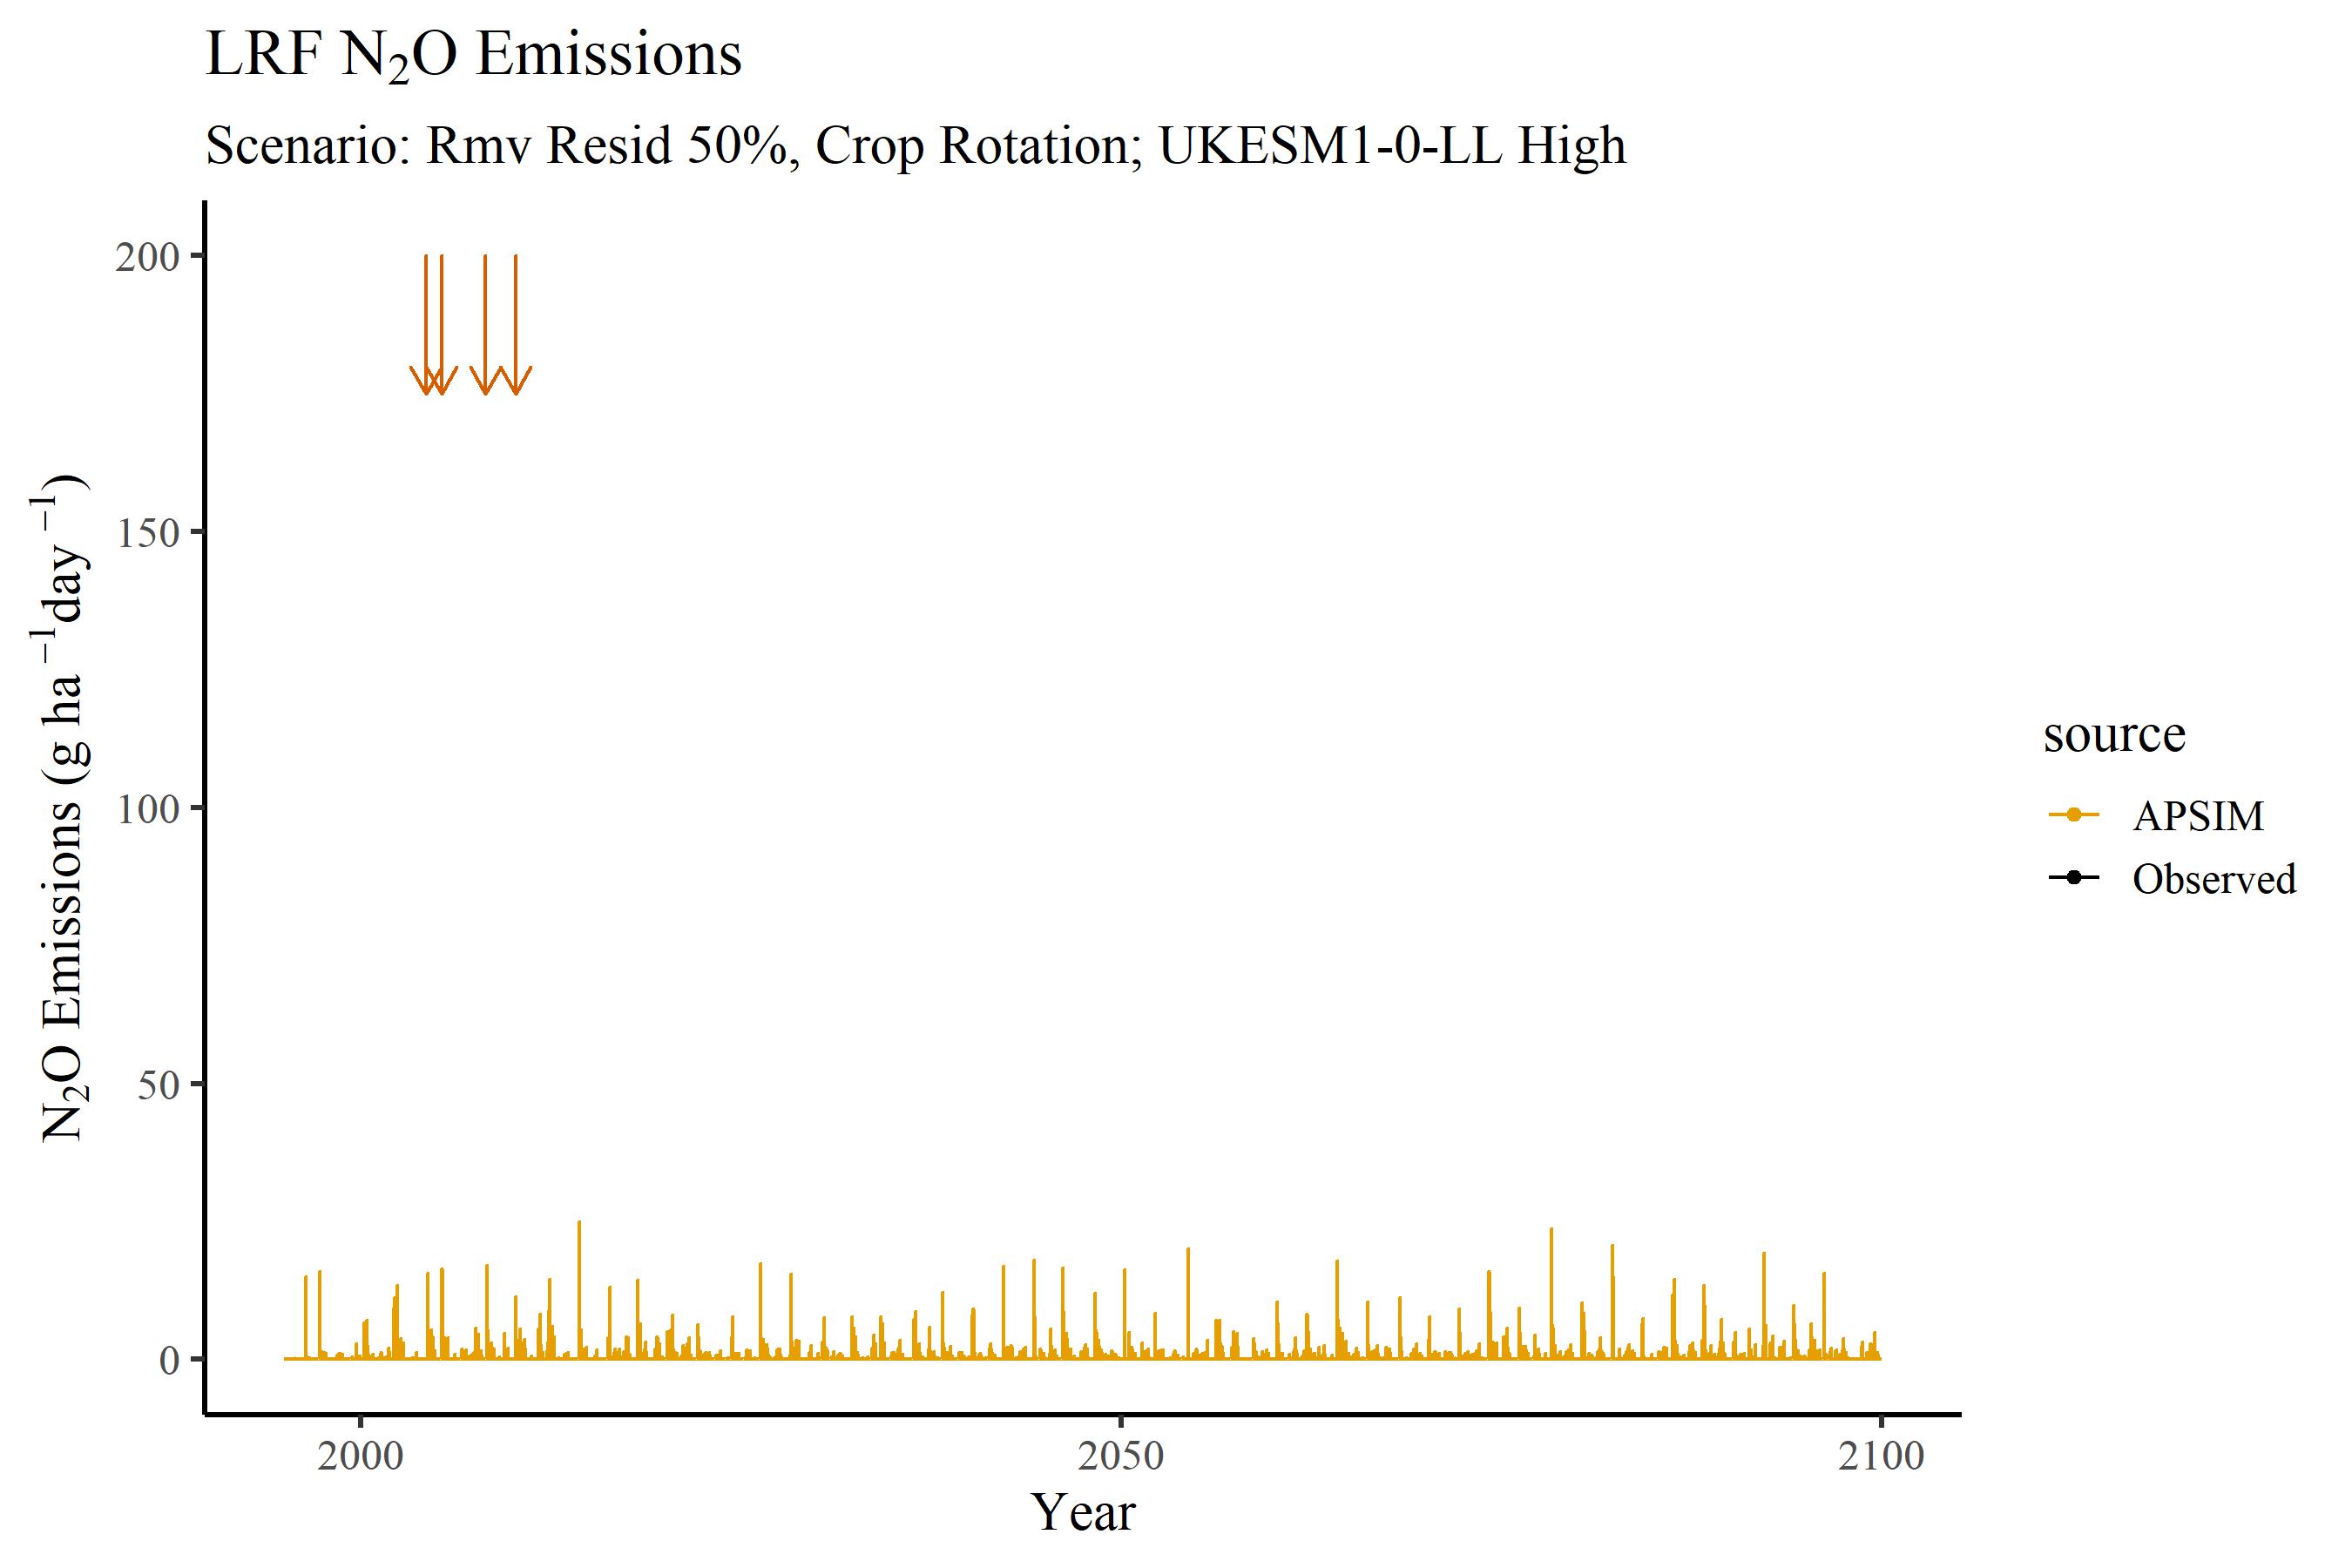 LRF N₂O Emissions
Scenario: Rmv Resid 50%, Crop Rotation; UKESM1-0-LL High
N₂O Emissions (g ha ⁻¹day ⁻¹)
200
150
100
50
0
2000 2050 2100
Year
source
APSIM
Observed